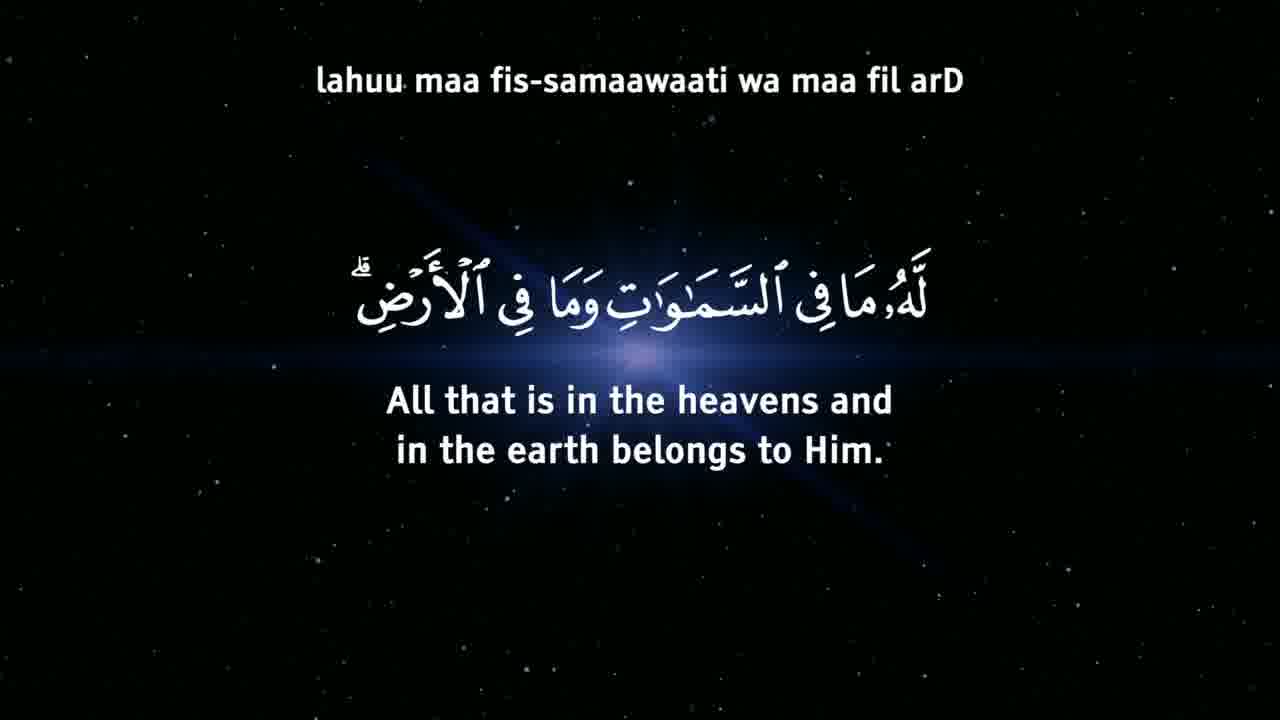 lahuu maa fis-samaawaati wa maa fil arD
لَّهُۥ مَا فِى ٱلسَّمَـٰوَٰتِ وَمَا فِى ٱلْأَرْضِ ۗ
All that is in the heavens and
in the earth belongs to Him.